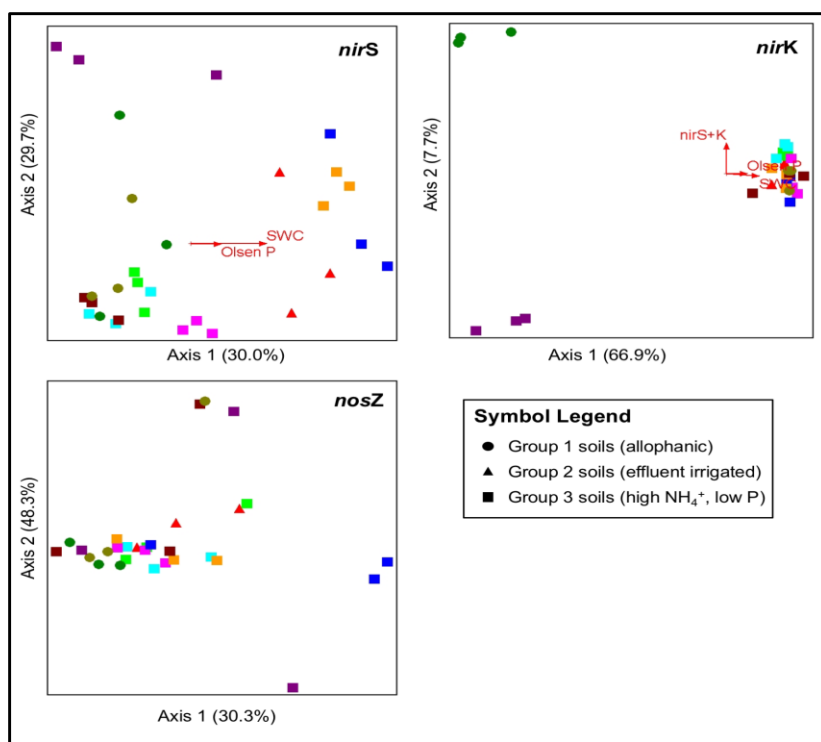 nirS
Axis 2 (29.7%)
SWC
Olsen P
Axis 1 (30.0%)
nirK
Axis 2 (7.7%)
nirS+K
Olsen P
SWC
Axis 1 (66.9%)
nosZ
Axis 2 (48.3%)
Axis 1 (30.3%)
Symbol Legend
Group 1 soils (allophanic)
Group 2 soils (effluent irrigated)
Group 3 soils (high NH₄⁺, low P)